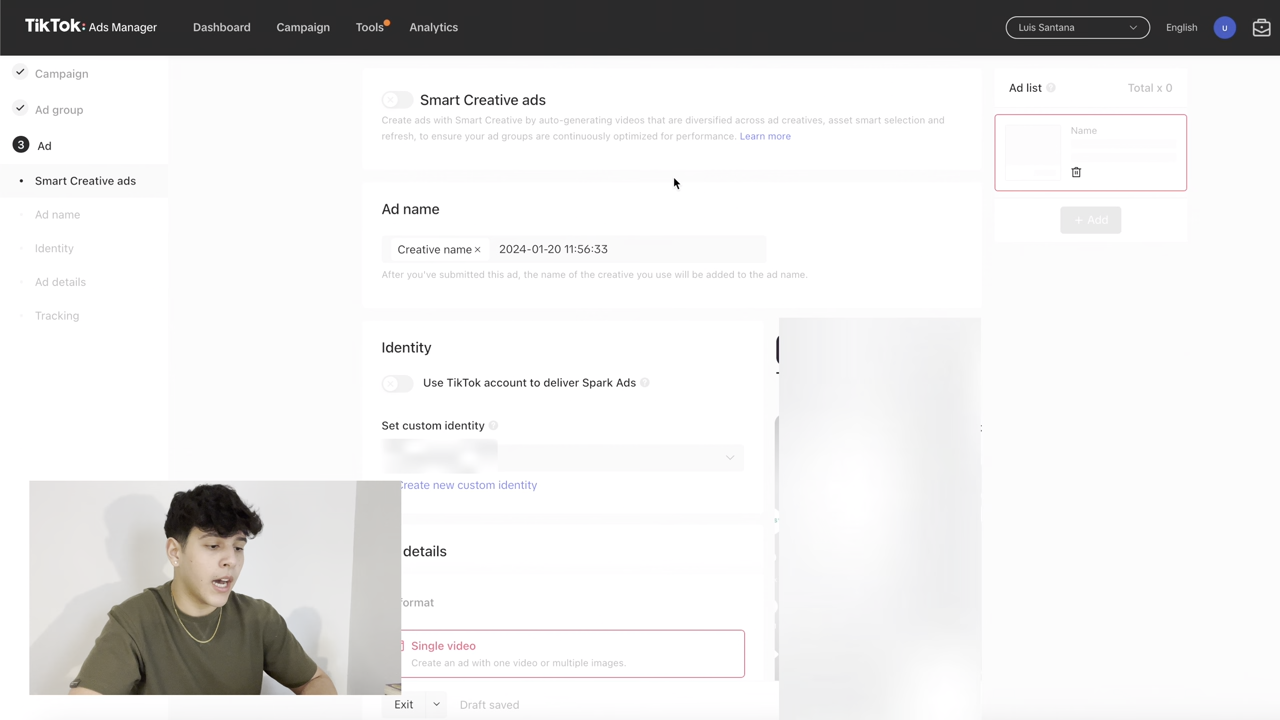 TikTok: Ads Manager
Dashboard
Campaign
Tools
Analytics
Luis Santana
English
u
Campaign
Ad group
3 Ad
Smart Creative ads
Ad name
Identity
Ad details
Tracking
Smart Creative ads
Create ads with Smart Creative by auto-generating videos that are diversified across ad creatives, asset smart selection and
refresh, to ensure your ad groups are continuously optimized for performance. Learn more
Ad name
Creative name× 2024-01-20 11:56:33
After you've submitted this ad, the name of the creative you use will be added to the ad name.
Identity
Use TikTok account to deliver Spark Ads
Set custom identity
Create new custom identity
details
format
Single video
Create an ad with one video or multiple images.
Exit
Draft saved
Ad list
Total x 0
Name
+ Add